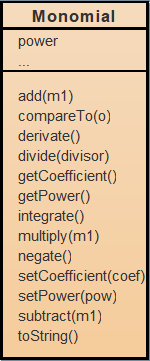 Monomial
power
...
add(m1)
compareTo(o)
derivate()
divide(divisor)
getCoefficient()
getPower()
integrate()
multiply(m1)
negate()
setCoefficient(coef)
setPower(pow)
subtract(m1)
toString()